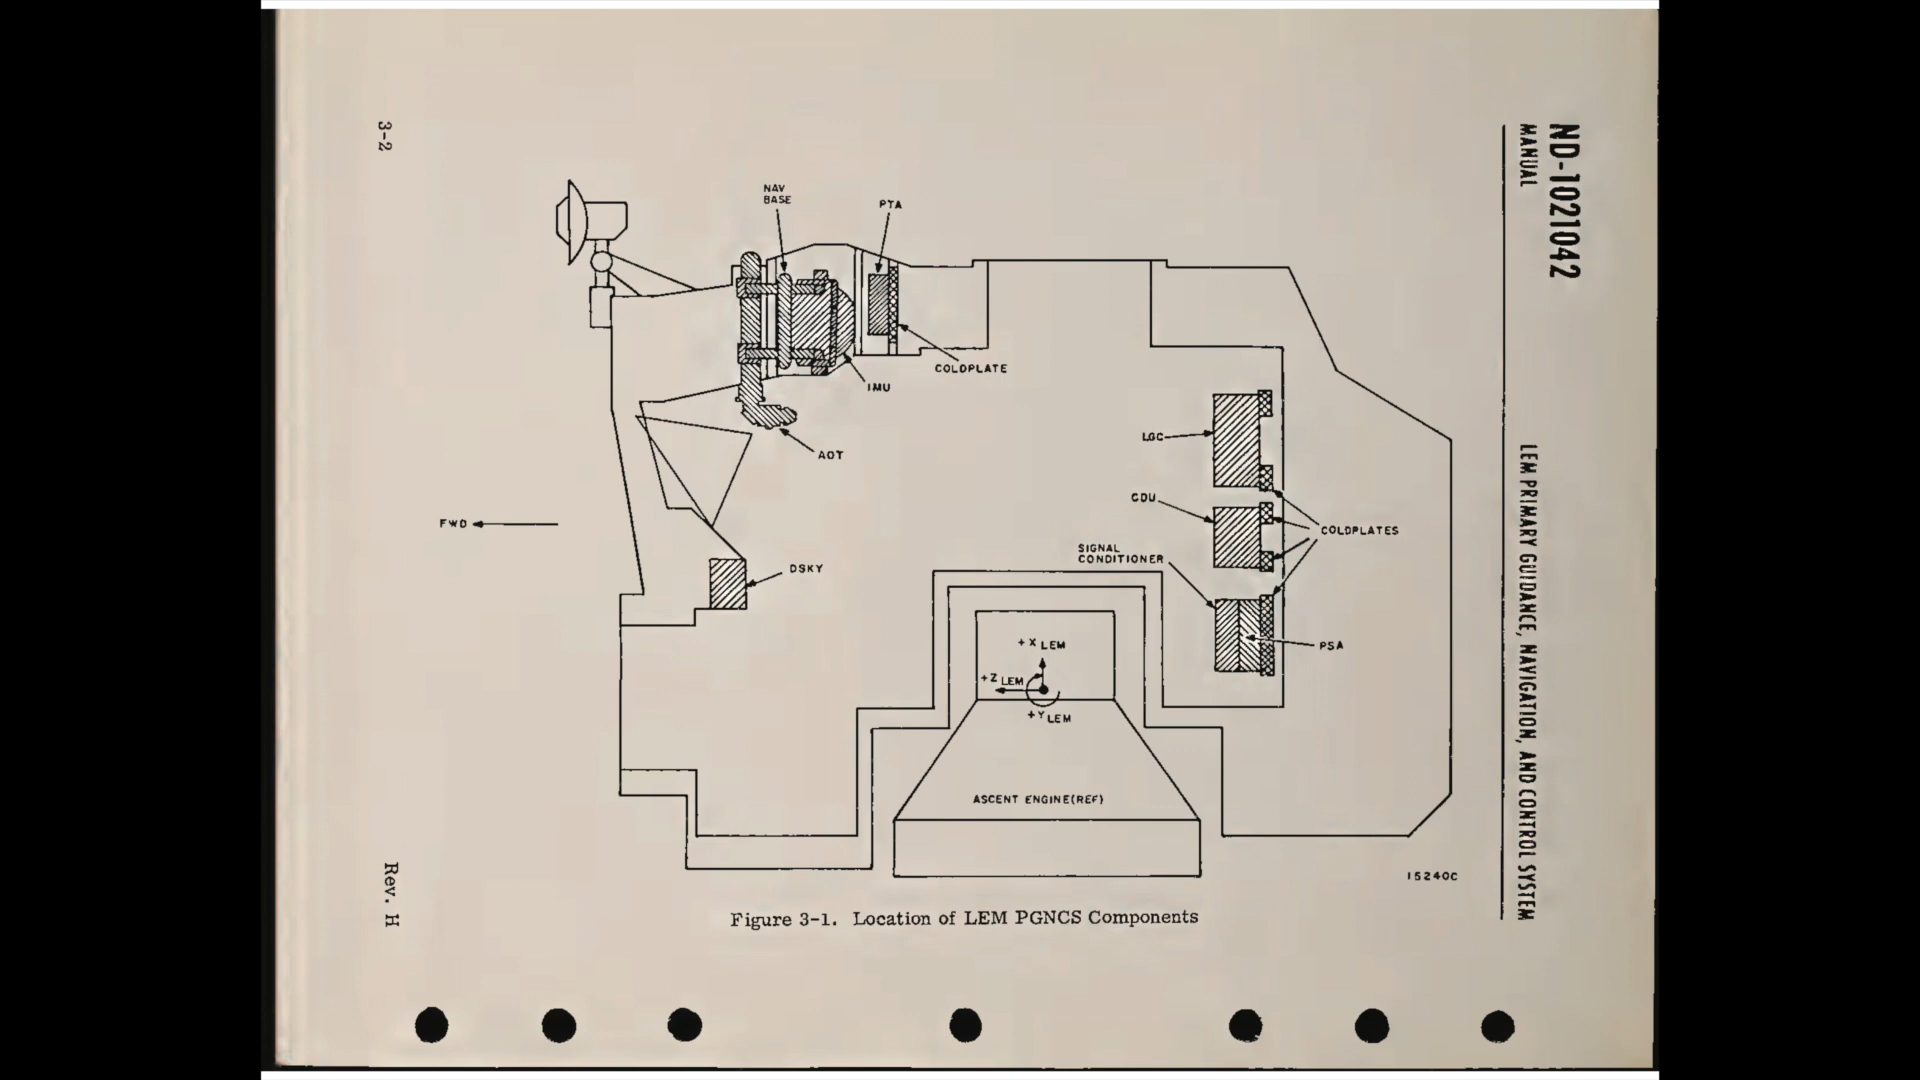 ND-1021042
MANUAL
LEM PRIMARY GUIDANCE, NAVIGATION, AND CONTROL SYSTEM
NAV
BASE
PTA
COLDPLATE
IMU
AOT
LGC
CDU
COLDPLATES
SIGNAL
CONDITIONER
PSA
FWD
DSKY
+X LEM
+Z LEM
+Y LEM
ASCENT ENGINE(REF)
15240C
Figure 3-1. Location of LEM PGNCS Components
3-2
Rev. H